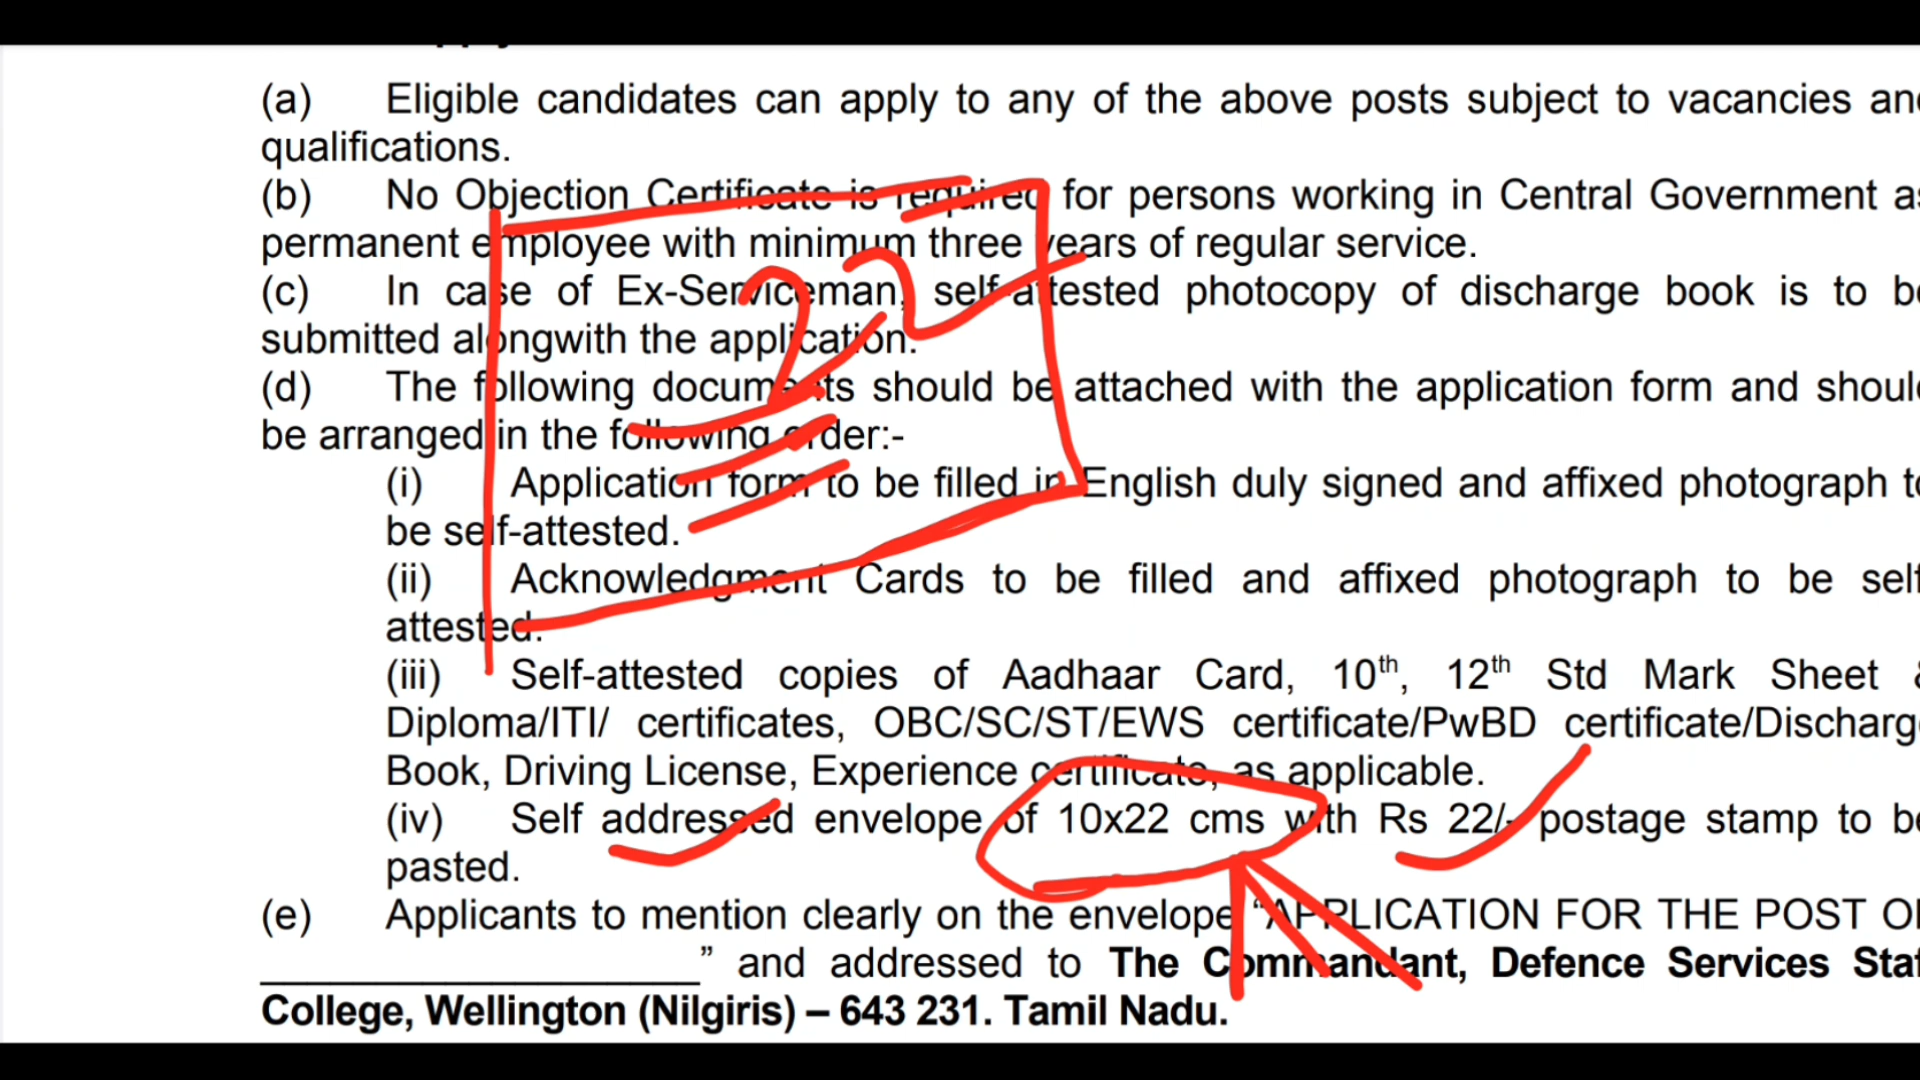 (a) Eligible candidates can apply to any of the above posts subject to vacancies an
qualifications.
(b) No Objection Certificate is required for persons working in Central Government as
permanent employee with minimum three years of regular service.
(c) In case of Ex-Serviceman, self-attested photocopy of discharge book is to b
submitted alongwith the application.
(d) The following documents should be attached with the application form and shoul
be arranged in the following order:-
(i) Application form to be filled in English duly signed and affixed photograph t
be self-attested.
(ii) Acknowledgment Cards to be filled and affixed photograph to be self
attested.
(iii) Self-attested copies of Aadhaar Card, 10th, 12th Std Mark Sheet &
Diploma/ITI/ certificates, OBC/SC/ST/EWS certificate/PwBD certificate/Discharg
Book, Driving License, Experience certificate, as applicable.
(iv) Self addressed envelope of 10x22 cms with Rs 22/- postage stamp to b
pasted.
(e) Applicants to mention clearly on the envelope “APPLICATION FOR THE POST O
____________________” and addressed to The Commandant, Defence Services Staf
College, Wellington (Nilgiris) – 643 231. Tamil Nadu.
22